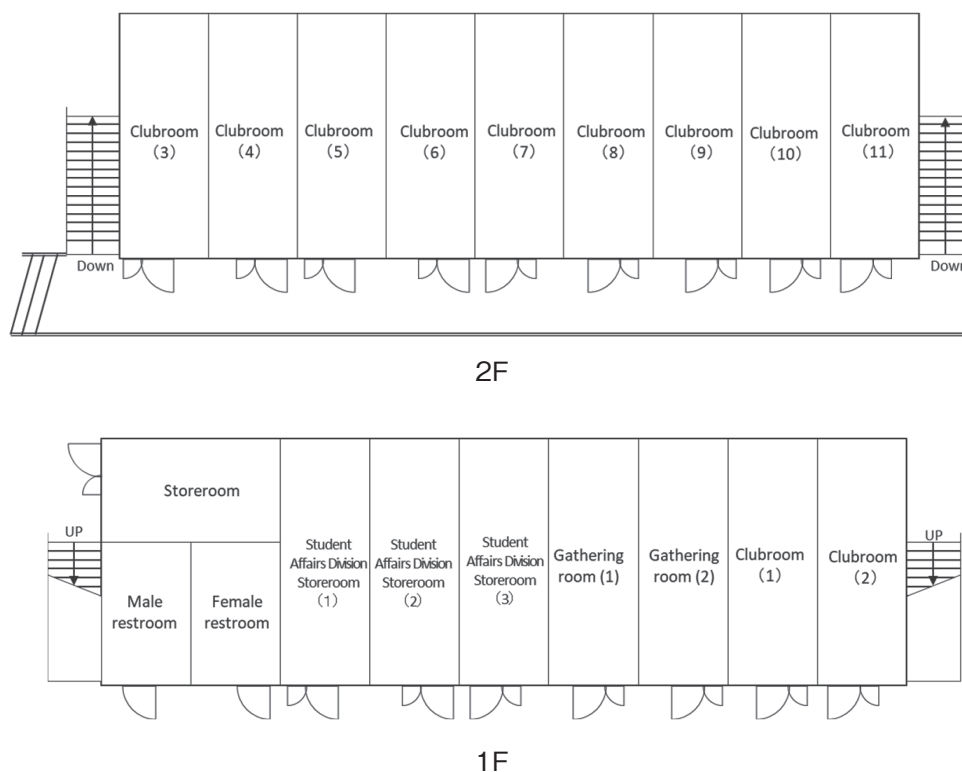 Clubroom
（3）
Clubroom
（4）
Clubroom
（5）
Clubroom
（6）
Clubroom
（7）
Clubroom
（8）
Clubroom
（9）
Clubroom
（10）
Clubroom
（11）
Down
Down
2F
Storeroom
UP
Male
restroom
Female
restroom
Student
Affairs Division
Storeroom
（1）
Student
Affairs Division
Storeroom
（2）
Student
Affairs Division
Storeroom
（3）
Gathering
room (1)
Gathering
room (2)
Clubroom
（1）
Clubroom
（2）
UP
1F